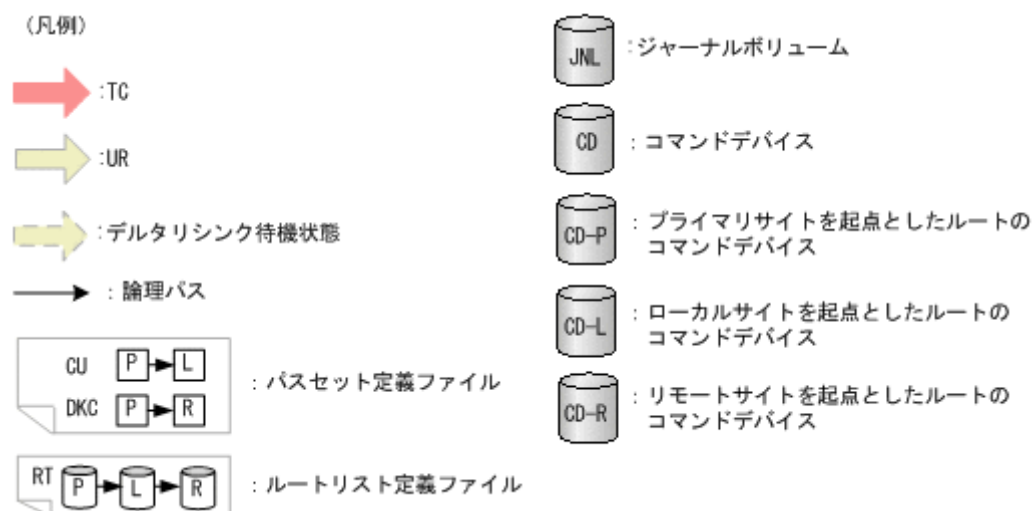 (凡例)
:TC
:UR
:デルタリシンク待機状態
:論理パス
CU P L
DKC P R
:パスセット定義ファイル
RT P L R
:ルートリスト定義ファイル
JNL :ジャーナルボリューム
CD :コマンドデバイス
CD-P :プライマリサイトを起点としたルートの
コマンドデバイス
CD-L :ローカルサイトを起点としたルートの
コマンドデバイス
CD-R :リモートサイトを起点としたルートの
コマンドデバイス